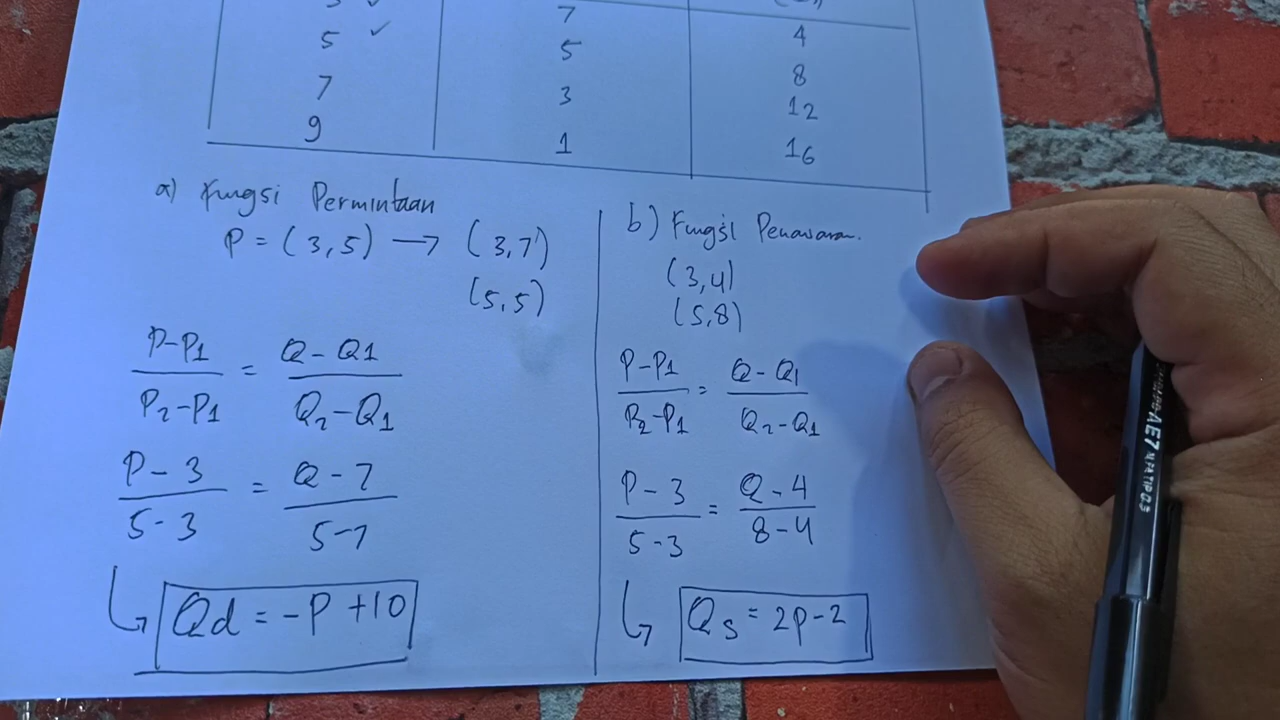 3 ✓ 7
5 ✓ 5 4
7 3 8
9 1 12
16
a) Fungsi Permintaan
P = (3,5) → (3,7)
(5,5)
P-P1 / P2-P1 = Q-Q1 / Q2-Q1
P-3 / 5-3 = Q-7 / 5-7
↳ Qd = -P +10
b) Fungsi Penawaran.
(3,4)
(5,8)
P-P1 / P2-P1 = Q-Q1 / Q2-Q1
P-3 / 5-3 = Q-4 / 8-4
↳ Qs = 2P-2
AE7